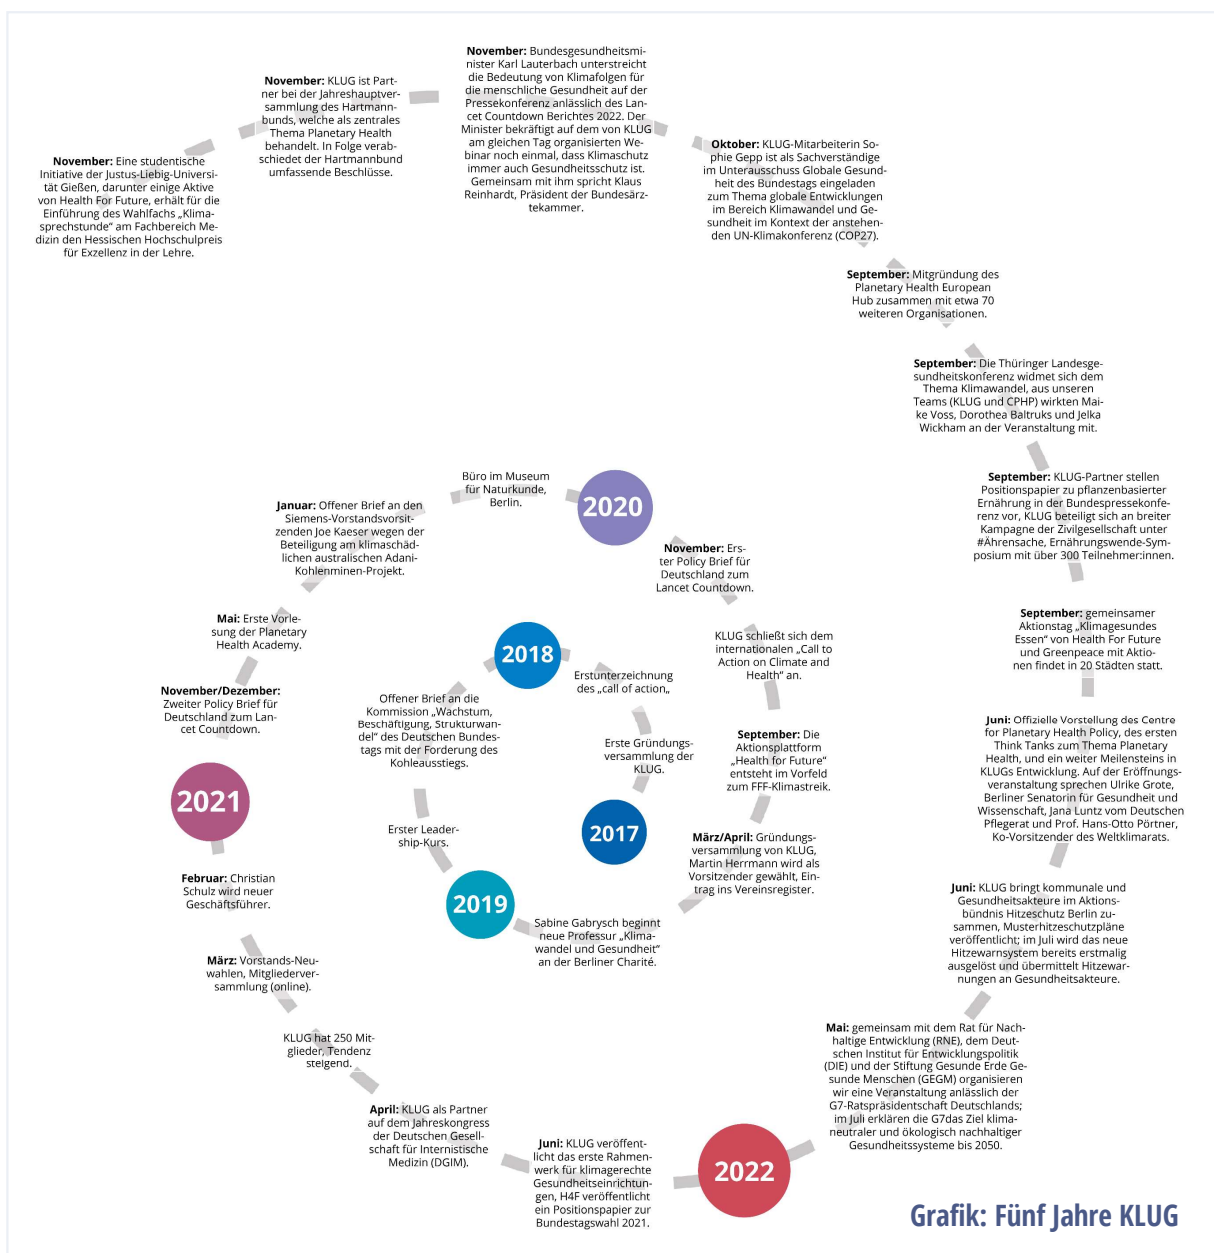 November: Eine studentische
Initiative der Justus-Liebig-Universi-
tät Gießen, darunter einige Aktive
von Health For Future, erhält für die
Einführung des Wahlfachs „Klima-
sprechstunde“ am Fachbereich Me-
dizin den Hessischen Hochschulpreis
für Exzellenz in der Lehre.
November: KLUG ist Part-
ner bei der Jahreshauptver-
sammlung des Hartmann-
bunds, welche als zentrales
Thema Planetary Health
behandelt. In Folge verab-
schiedet der Hartmannbund
umfassende Beschlüsse.
November: Bundesgesundheitsmi-
nister Karl Lauterbach unterstreicht
die Bedeutung von Klimafolgen für
die menschliche Gesundheit auf der
Pressekonferenz anlässlich des Lan-
cet Countdown Berichtes 2022. Der
Minister bekräftigt auf dem von KLUG
am gleichen Tag organisierten We-
binar noch einmal, dass Klimaschutz
immer auch Gesundheitsschutz ist.
Gemeinsam mit ihm spricht Klaus
Reinhardt, Präsident der Bundesärz-
tekammer.
Oktober: KLUG-Mitarbeiterin So-
phie Gepp ist als Sachverständige
im Unterausschuss Globale Gesund-
heit des Bundestags eingeladen
zum Thema globale Entwicklungen
im Bereich Klimawandel und Ge-
sundheit im Kontext der anstehen-
den UN-Klimakonferenz (COP27).
September: Mitgründung des
Planetary Health European
Hub zusammen mit etwa 70
weiteren Organisationen.
September: Die Thüringer Landesge-
sundheitskonferenz widmet sich dem
Thema Klimawandel, aus unseren
Teams (KLUG und CPHP) wirkten Mai-
ke Voss, Dorothea Baltruks und Jelka
Wickham an der Veranstaltung mit.
September: KLUG-Partner stellen
Positionspapier zu pflanzenbasierter
Ernährung in der Bundespressekonfe-
renz vor, KLUG beteiligt sich an breiter
Kampagne der Zivilgesellschaft unter
#Ährensache, Ernährungswende-Sym-
posium mit über 300 Teilnehmer:innen.
September: gemeinsamer
Aktionstag „Klimagesundes
Essen“ von Health For Future
und Greenpeace mit Aktio-
nen findet in 20 Städten statt.
Juni: Offizielle Vorstellung des Centre
for Planetary Health Policy, des ersten
Think Tanks zum Thema Planetary
Health, und ein weiter Meilensteins in
KLUGs Entwicklung. Auf der Eröffnungs-
veranstaltung sprechen Ulrike Grote,
Berliner Senatorin für Gesundheit und
Wissenschaft, Jana Luntz vom Deutschen
Pflegerat und Prof. Hans-Otto Pörtner,
Ko-Vorsitzender des Weltklimarats.
Juni: KLUG bringt kommunale und
Gesundheitsakteure im Aktions-
bündnis Hitzeschutz Berlin zu-
sammen, Musterhitzeschutzpläne
veröffentlicht; im Juli wird das neue
Hitzewarnsystem bereits erstmalig
ausgelöst und übermittelt Hitzewar-
nungen an Gesundheitsakteure.
Mai: gemeinsam mit dem Rat für Nach-
haltige Entwicklung (RNE), dem Deut-
schen Institut für Entwicklungspolitik
(DIE) und der Stiftung Gesunde Erde Ge-
sunde Menschen (GEGM) organisieren
wir eine Veranstaltung anlässlich der
G7-Ratspräsidentschaft Deutschlands;
im Juli erklären die G7das Ziel klima-
neutraler und ökologisch nachhaltiger
Gesundheitssysteme bis 2050.
2022
Juni: KLUG veröffent-
licht das erste Rahmen-
werk für klimagerechte
Gesundheitseinrichtun-
gen, H4F veröffentlicht
ein Positionspapier zur
Bundestagswahl 2021.
April: KLUG als Partner
auf dem Jahreskongress
der Deutschen Gesell-
schaft für Internistische
Medizin (DGIM).
KLUG hat 250 Mit-
glieder, Tendenz
steigend.
März: Vorstands-Neu-
wahlen, Mitgliederver-
sammlung (online).
Februar: Christian
Schulz wird neuer
Geschäftsführer.
2021
November/Dezember:
Zweiter Policy Brief für
Deutschland zum Lan-
cet Countdown.
Mai: Erste Vorle-
sung der Planetary
Health Academy.
Januar: Offener Brief an den
Siemens-Vorstandsvorsit-
zenden Joe Kaeser wegen der
Beteiligung am klimaschäd-
lichen australischen Adani-
Kohlenminen-Projekt.
Büro im Museum
für Naturkunde,
Berlin.
2020
November: Ers-
ter Policy Brief für
Deutschland zum
Lancet Countdown.
KLUG schließt sich dem
internationalen „Call to
Action on Climate and
Health“ an.
September: Die
Aktionsplattform
„Health for Future“
entsteht im Vorfeld
zum FFF-Klimastreik.
März/April: Gründungs-
versammlung von KLUG,
Martin Herrmann wird als
Vorsitzender gewählt, Ein-
trag ins Vereinsregister.
Sabine Gabrysch beginnt
neue Professur „Klima-
wandel und Gesundheit“
an der Berliner Charité.
2019
Erster Leader-
ship-Kurs.
Offener Brief an die
Kommission „Wachstum,
Beschäftigung, Strukturwan-
del“ des Deutschen Bundes-
tags mit der Forderung des
Kohleausstiegs.
2018
Erstunterzeichnung
des „call of action„
Erste Gründungs-
versammlung der
KLUG.
2017
Grafik: Fünf Jahre KLUG